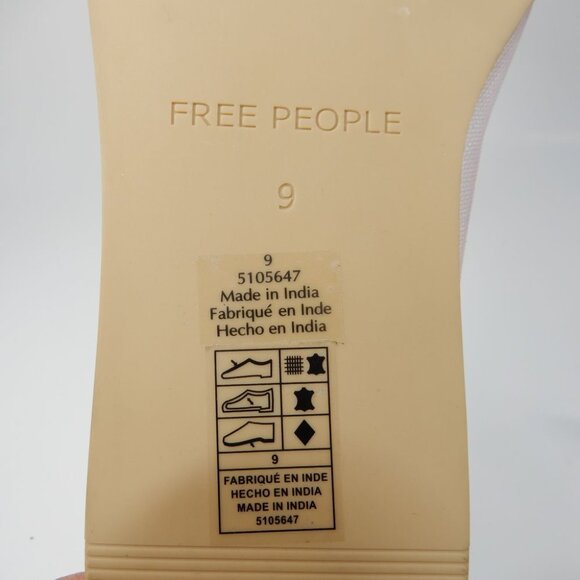 FREE PEOPLE
9
9
5105647
Made in India
Fabriqué en Inde
Hecho en India
9
FABRIQUÉ EN INDE
HECHO EN INDIA
MADE IN INDIA
5105647